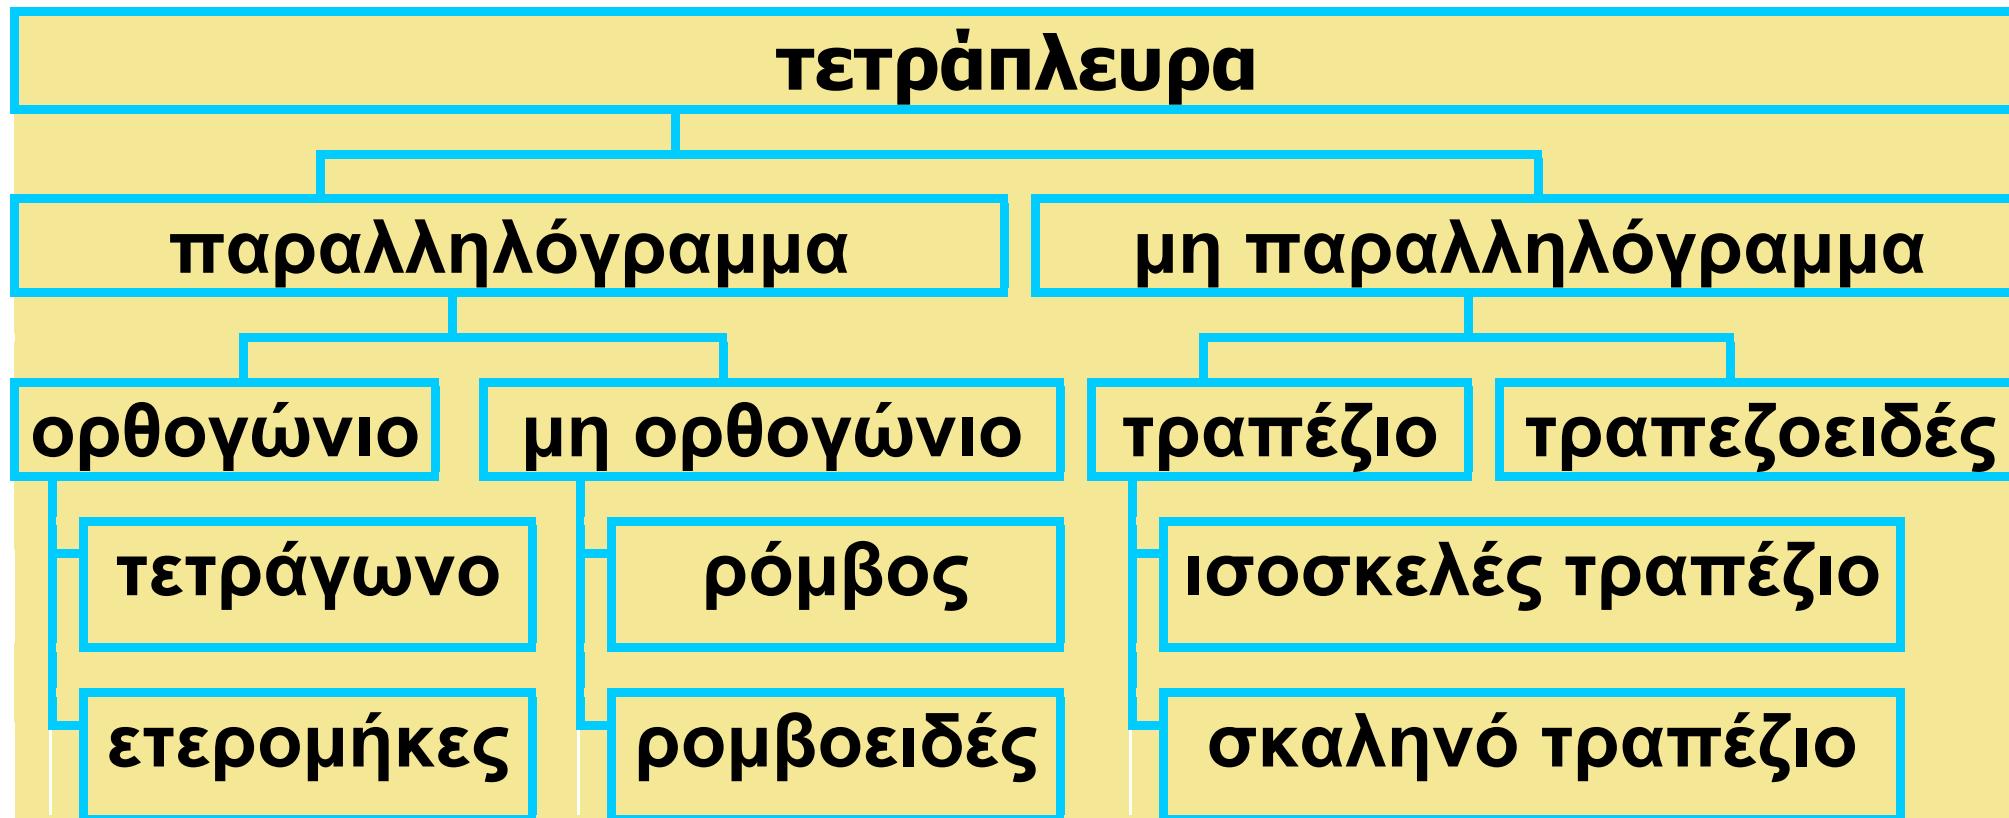 τετράπλευρα
παραλληλόγραμμα
μη παραλληλόγραμμα
ορθογώνιο
μη ορθογώνιο
τραπέζιο
τραπεζοειδές
τετράγωνο
ρόμβος
ισοσκελές τραπέζιο
ετερομήκες
ρομβοειδές
σκαληνό τραπέζιο